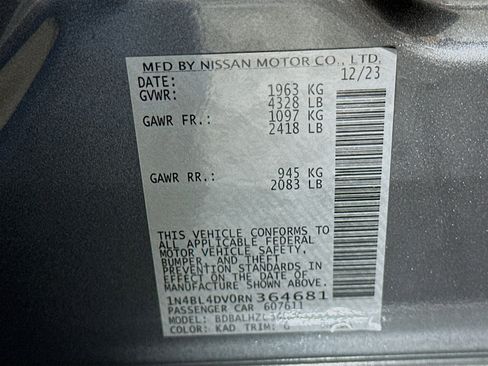 MFD BY NISSAN MOTOR CO., LTD.
DATE: 12/23
GVWR: 1963 KG
4328 LB
GAWR FR.: 1097 KG
2418 LB
GAWR RR.: 945 KG
2083 LB
THIS VEHICLE CONFORMS TO
ALL APPLICABLE FEDERAL
MOTOR VEHICLE SAFETY,
BUMPER, AND THEFT
PREVENTION STANDARDS IN
EFFECT ON THE DATE OF
MANUFACTURE SHOWN ABOVE.
1N4BL4DV0RN364681
PASSENGER CAR 607611
MODEL:
COLOR: KAD TRIM: G